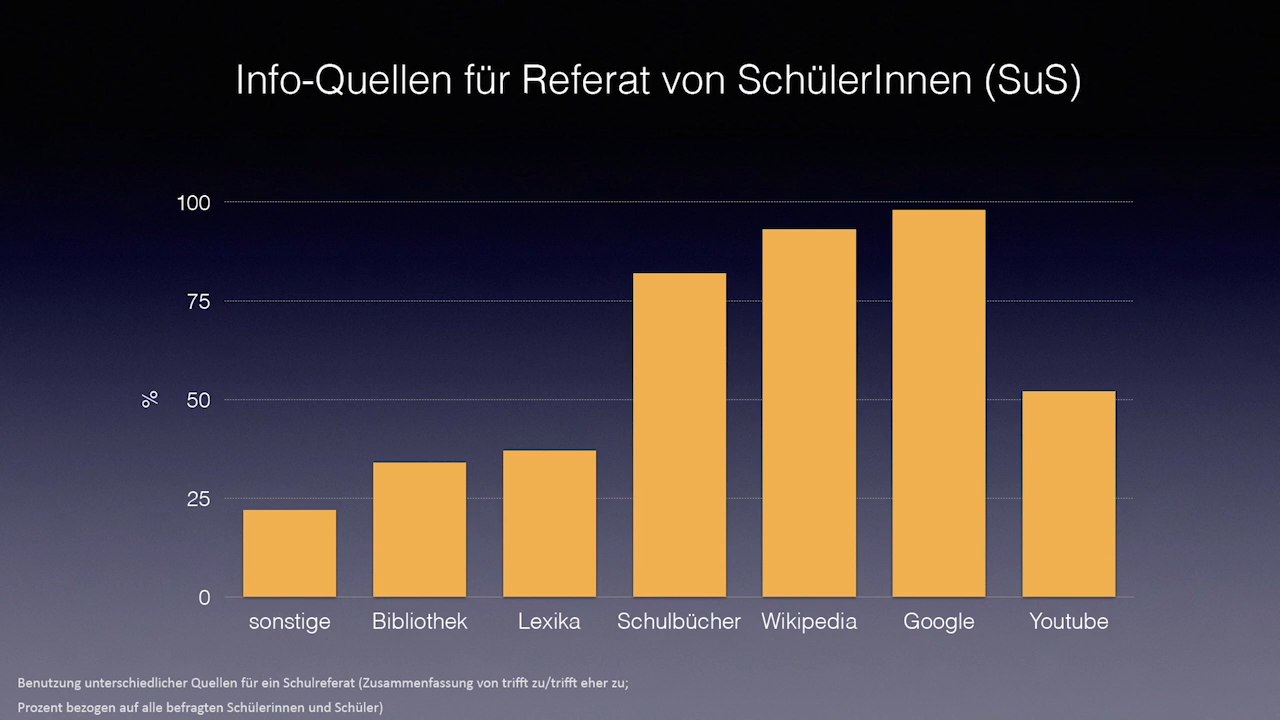 Info-Quellen für Referat von SchülerInnen (SuS)
100
75
% 50
25
0
sonstige Bibliothek Lexika Schulbücher Wikipedia Google Youtube
Benutzung unterschiedlicher Quellen für ein Schulreferat (Zusammenfassung von trifft zu/trifft eher zu;
Prozent bezogen auf alle befragten Schülerinnen und Schüler)